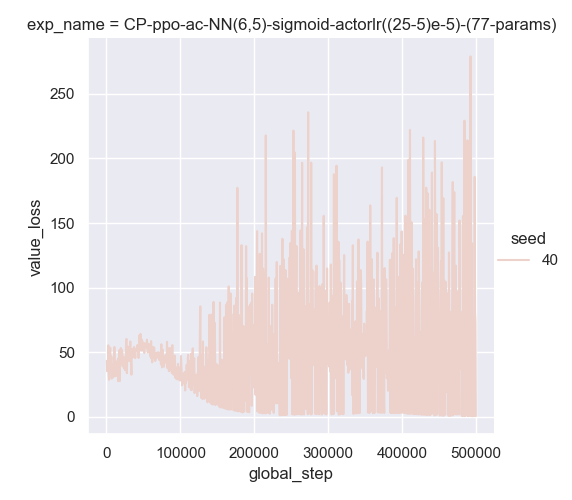 exp_name = CP-ppo-ac-NN(6,5)-sigmoid-actorlr((25-5)e-5)-(77-params)
250
200
150
100
50
0
value_loss
0 100000 200000 300000 400000 500000
global_step
seed
40